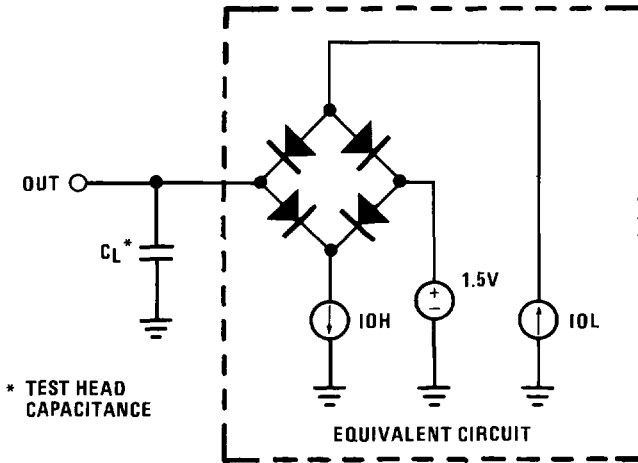 OUT
CL*
IOH
+
−
1.5V
IOL
* TEST HEAD
CAPACITANCE
EQUIVALENT CIRCUIT